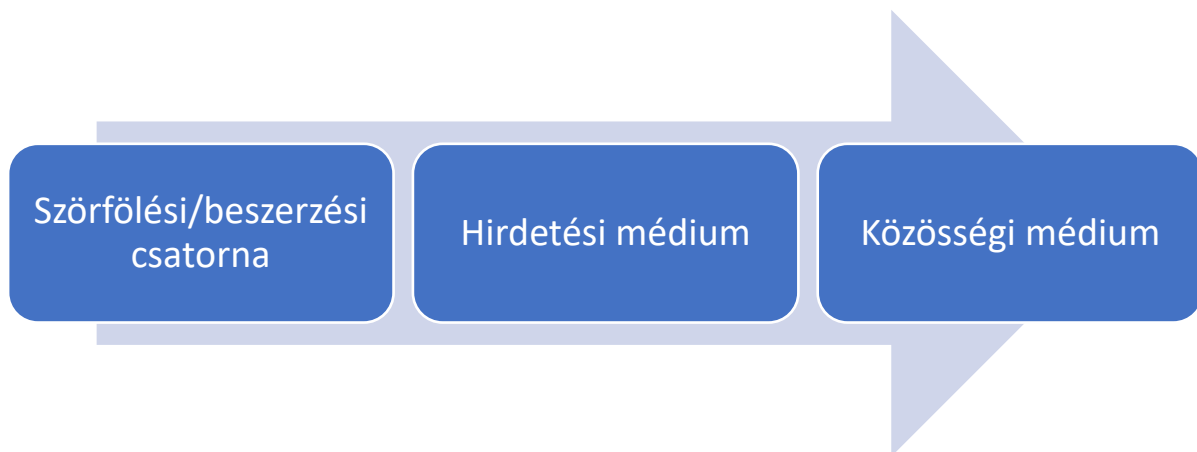 Szörfölési/beszerzési
csatorna
Hirdetési médium
Közösségi médium